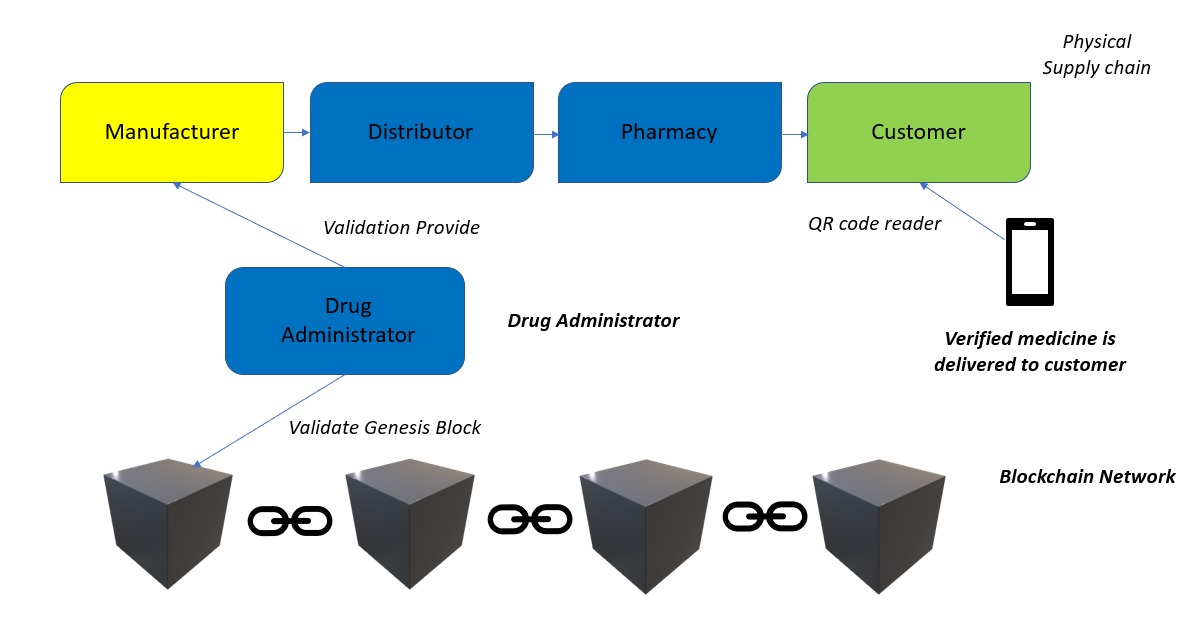 Physical
Supply chain
Manufacturer
Distributor
Pharmacy
Customer
Validation Provide
QR code reader
Drug
Administrator
Drug Administrator
Verified medicine is
delivered to customer
Validate Genesis Block
Blockchain Network